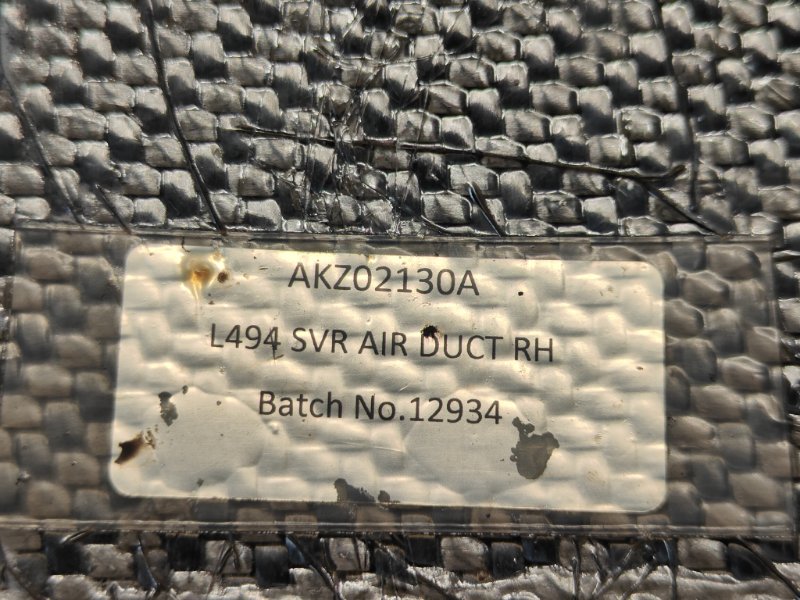 AKZ02130A
L494 SVR AIR DUCT RH
Batch No.12934